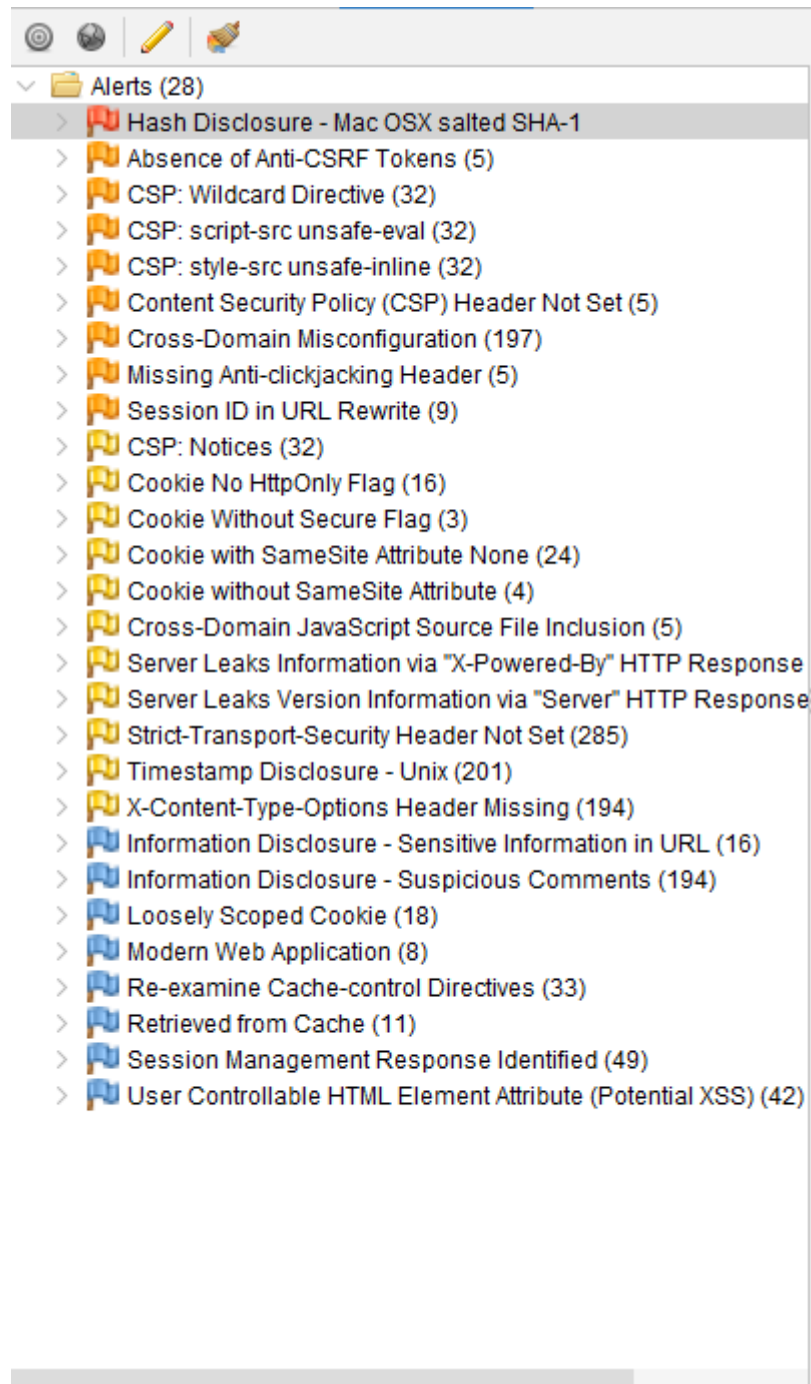 Alerts (28)
Hash Disclosure - Mac OSX salted SHA-1
Absence of Anti-CSRF Tokens (5)
CSP: Wildcard Directive (32)
CSP: script-src unsafe-eval (32)
CSP: style-src unsafe-inline (32)
Content Security Policy (CSP) Header Not Set (5)
Cross-Domain Misconfiguration (197)
Missing Anti-clickjacking Header (5)
Session ID in URL Rewrite (9)
CSP: Notices (32)
Cookie No HttpOnly Flag (16)
Cookie Without Secure Flag (3)
Cookie with SameSite Attribute None (24)
Cookie without SameSite Attribute (4)
Cross-Domain JavaScript Source File Inclusion (5)
Server Leaks Information via "X-Powered-By" HTTP Response
Server Leaks Version Information via "Server" HTTP Response
Strict-Transport-Security Header Not Set (285)
Timestamp Disclosure - Unix (201)
X-Content-Type-Options Header Missing (194)
Information Disclosure - Sensitive Information in URL (16)
Information Disclosure - Suspicious Comments (194)
Loosely Scoped Cookie (18)
Modern Web Application (8)
Re-examine Cache-control Directives (33)
Retrieved from Cache (11)
Session Management Response Identified (49)
User Controllable HTML Element Attribute (Potential XSS) (42)